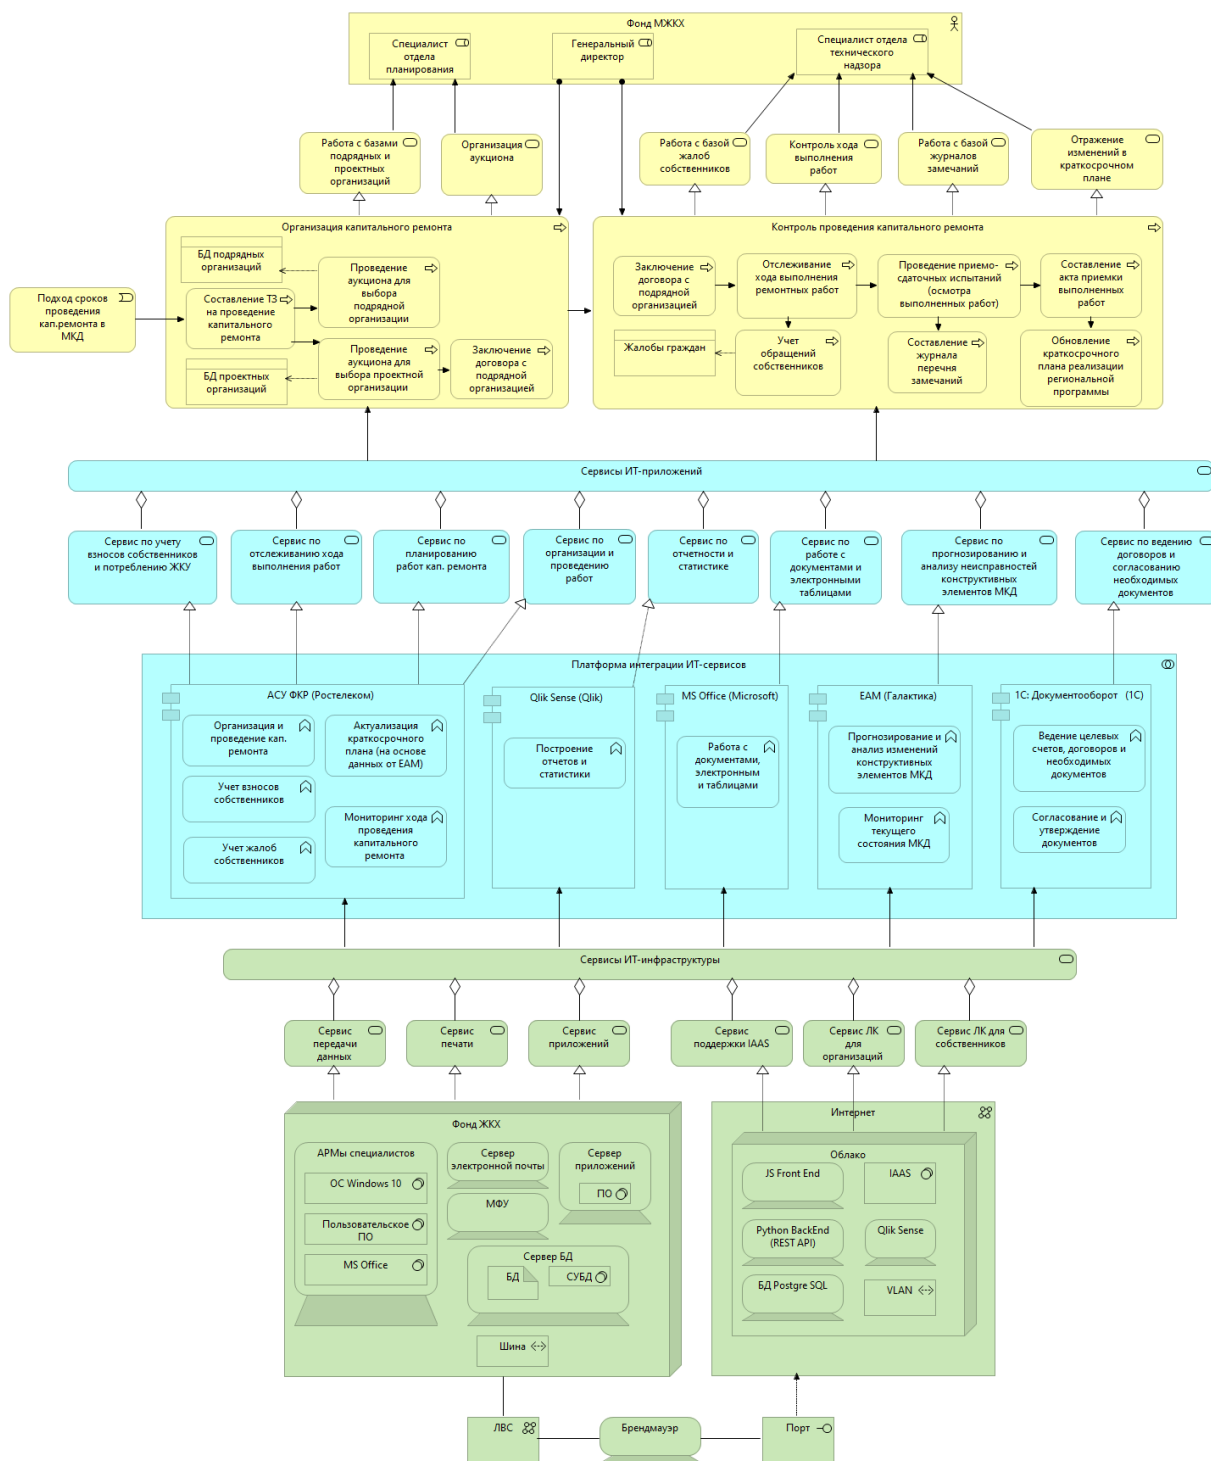 Фонд МЖКХ
Специалист
отдела
планирования
Генеральный
директор
Специалист отдела
технического
надзора
Работа с базами
подрядных и
проектных
организаций
Организация
аукциона
Работа с базой
жалоб
собственников
Контроль хода
выполнения
работ
Работа с базой
журналов
замечаний
Отражение
изменений в
краткосрочном
плане
Организация капитального ремонта
БД подрядных
организаций
Проведение
аукциона для
выбора
подрядной
организации
Подход сроков
проведения
кап.ремонта в
МКД
Составление ТЗ
на проведение
капитального
ремонта
БД проектных
организаций
Проведение
аукциона для
выбора проектной
организации
Заключение
договора с
подрядной
организацией
Контроль проведения капитального ремонта
Заключение
договора с
подрядной
организацией
Отслеживание
хода выполнения
ремонтных работ
Проведение приемо-
сдаточных испытаний
(осмотра
выполненных работ)
Составление
акта приемки
выполненных
работ
Жалобы граждан
Учет
обращений
собственников
Составление
журнала
перечня
замечаний
Обновление
краткосрочного
плана реализации
региональной
программы
Сервисы ИТ-приложений
Сервис по учету
взносов собственников
и потреблению ЖКУ
Сервис по
отслеживанию хода
выполнения работ
Сервис по
планированию
работ кап. ремонта
Сервис по
организации и
проведению
работ
Сервис по
отчетности и
статистике
Сервис по
работе с
документами и
электронными
таблицами
Сервис по
прогнозированию и
анализу неисправностей
конструктивных
элементов МКД
Сервис по ведению
договоров и
согласованию
необходимых
документов
Платформа интеграции ИТ-сервисов
АСУ ФКР (Ростелеком)
Организация и
проведение кап.
ремонта
Актуализация
краткосрочного
плана (на основе
данных от EAM)
Учет взносов
собственников
Учет жалоб
собственников
Мониторинг хода
проведения
капитального
ремонта
Qlik Sense (Qlik)
Построение
отчетов и
статистики
MS Office (Microsoft)
Работа с
документами,
электронным
и таблицами
EAM (Галактика)
Прогнозирование и
анализ изменений
конструктивных
элементов МКД
Мониторинг
текущего
состояния МКД
1С: Документооборот (1С)
Ведение целевых
счетов, договоров и
необходимых
документов
Согласование и
утверждение
документов
Сервисы ИТ-инфраструктуры
Сервис
передачи
данных
Сервис
печати
Сервис
приложений
Сервис
поддержки IAAS
Сервис ЛК
для
организаций
Сервис ЛК для
собственников
Фонд ЖКХ
АРМы специалистов
ОС Windows 10
Пользовательское
ПО
MS Office
Сервер
электронной почты
МФУ
Сервер
приложений
ПО
Сервер БД
БД
СУБД
Шина
Интернет
Облако
JS Front End
IAAS
Python BackEnd
(REST API)
Qlik Sense
БД Postgre SQL
VLAN
ЛВС
Брендмауэр
Порт